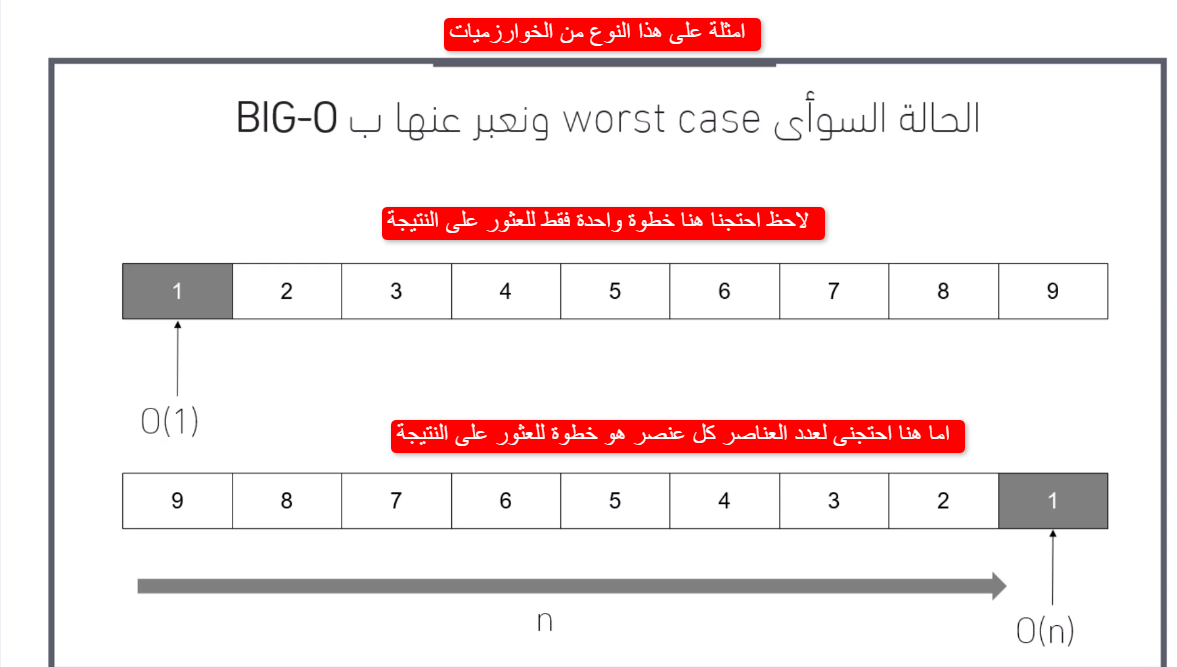 امثلة على هذا النوع من الخوارزميات
الحالة السوأى worst case ونعبر عنها ب BIG-O
لاحظ احتجنا هنا خطوة واحدة فقط للعثور على النتيجة
1 2 3 4 5 6 7 8 9
O(1)
اما هنا احتجنى لعدد العناصر كل عنصر هو خطوة للعثور على النتيجة
9 8 7 6 5 4 3 2 1
n
O(n)